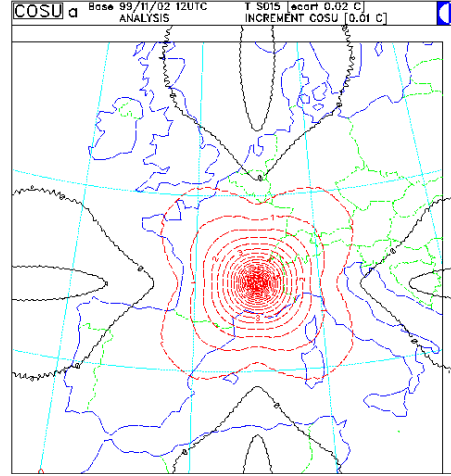 COSU a Base 99/11/02 12UTC T S015 [ecart 0.02 C]
ANALYSIS INCREMENT COSU [0.01 C]